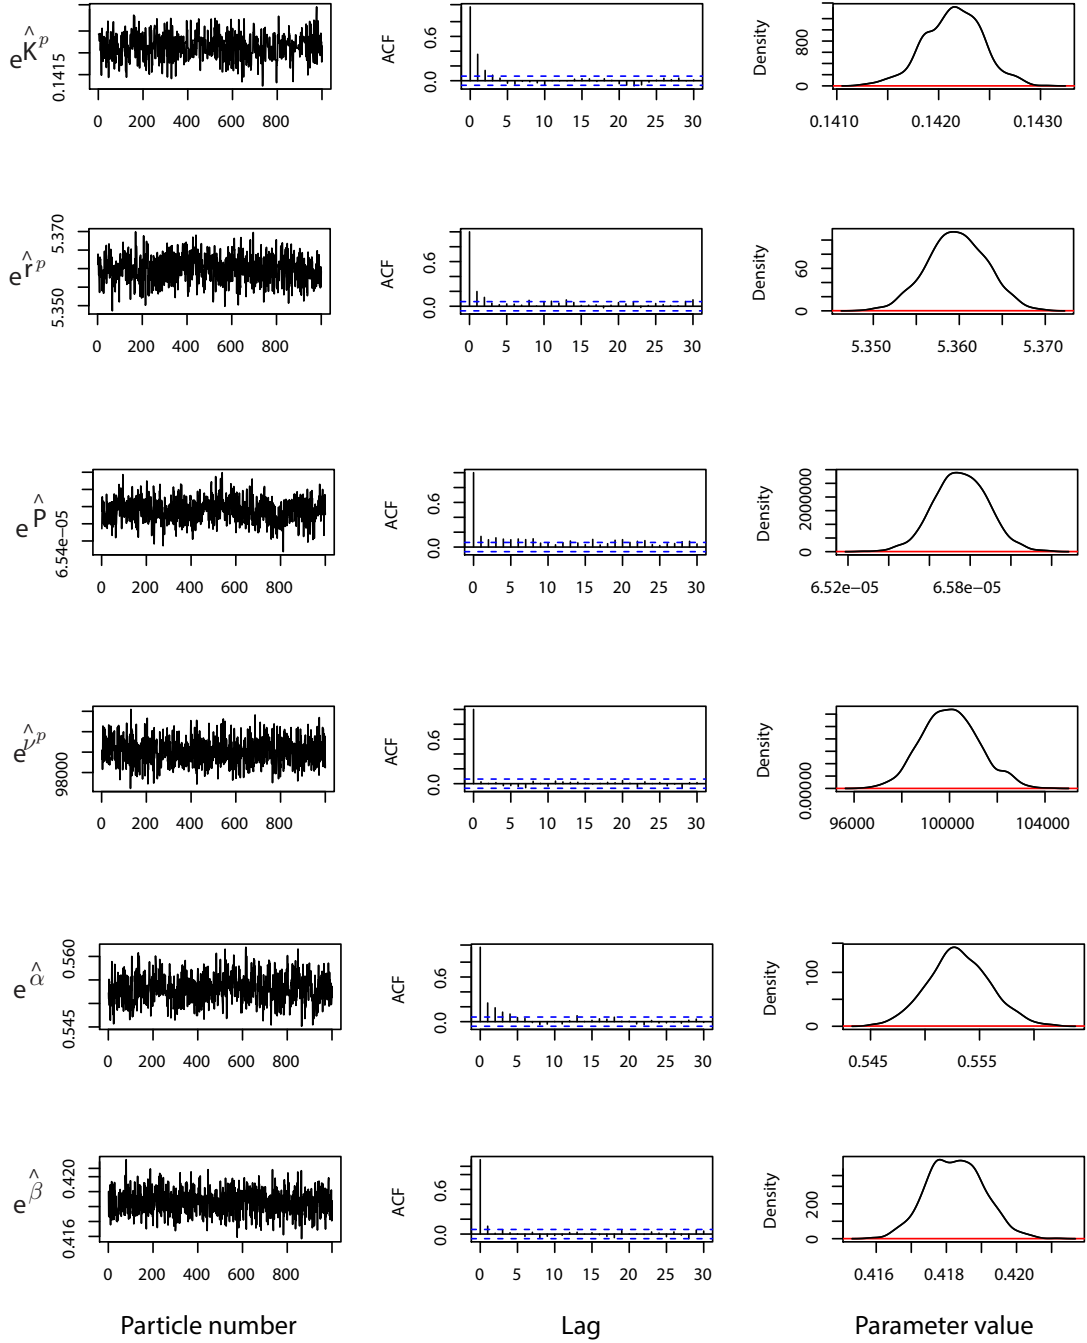 e^K̂^p 0.1415 ACF 0.0 0.6 Density 0 800
0 200 400 600 800 0 5 10 15 20 25 30 0.1410 0.1420 0.1430
e^r̂^p 5.350 5.370 ACF 0.0 0.6 Density 0 60
0 200 400 600 800 0 5 10 15 20 25 30 5.350 5.360 5.370
e^P̂ 6.54e−05 ACF 0.0 0.6 Density 0 2000000
0 200 400 600 800 0 5 10 15 20 25 30 6.52e−05 6.58e−05
e^ν̂^p 98000 ACF 0.0 0.6 Density 0.00000
0 200 400 600 800 0 5 10 15 20 25 30 96000 100000 104000
e^α̂ 0.545 0.560 ACF 0.0 0.6 Density 0 100
0 200 400 600 800 0 5 10 15 20 25 30 0.545 0.555
e^β̂ 0.416 0.420 ACF 0.0 0.6 Density 0 200
0 200 400 600 800 0 5 10 15 20 25 30 0.416 0.418 0.420
Particle number Lag Parameter value